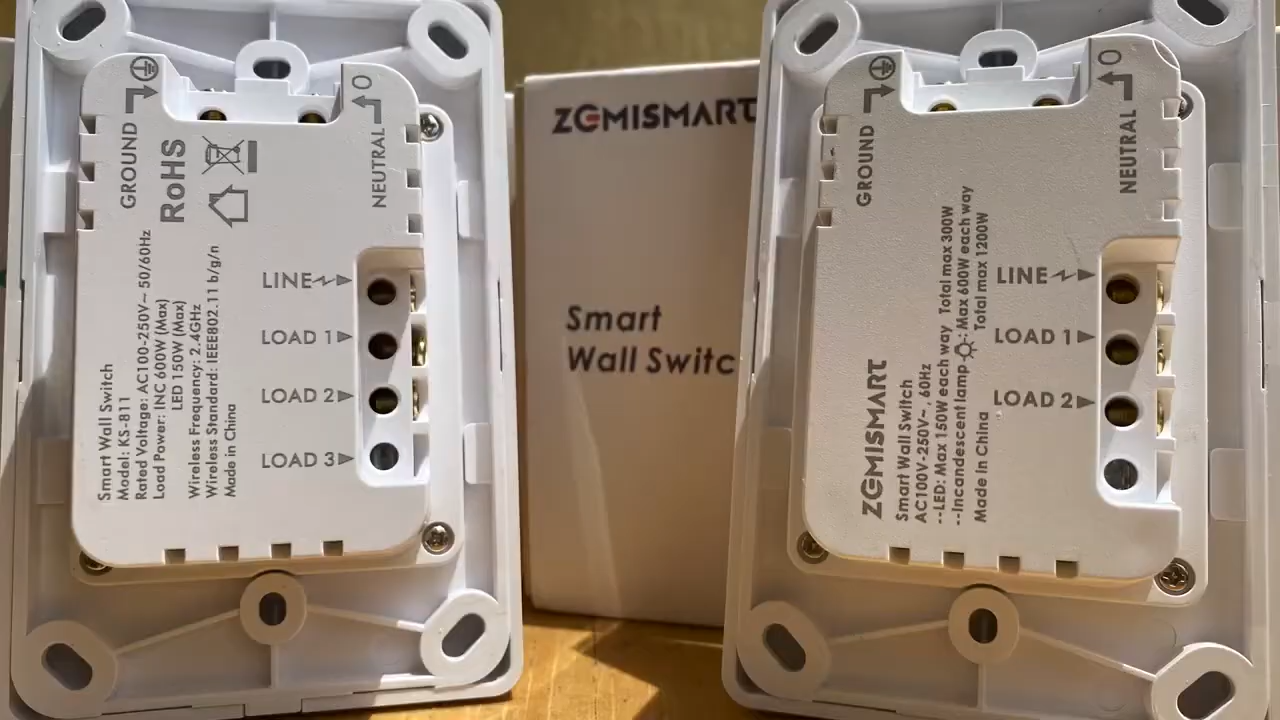 GROUND
RoHS
NEUTRAL
O
LINE
LOAD 1
LOAD 2
LOAD 3
Smart Wall Switch
Model: KS-811
Rated Voltage: AC100-250V~ 50/60Hz
Load Power: INC 600W (Max)
LED 150W (Max)
Wireless Frequency: 2.4GHz
Wireless Standard: IEEE802.11 b/g/n
Made in China
ZEMISMART
Smart
Wall Switc
GROUND
NEUTRAL
O
LINE
LOAD 1
LOAD 2
ZEMISMART
Smart Wall Switch
AC100V-250V~, 60Hz
--LED: Max 150W each way Total max 300W
--Incandescent lamp : Max 600W each way
Total max 1200W
Made In China